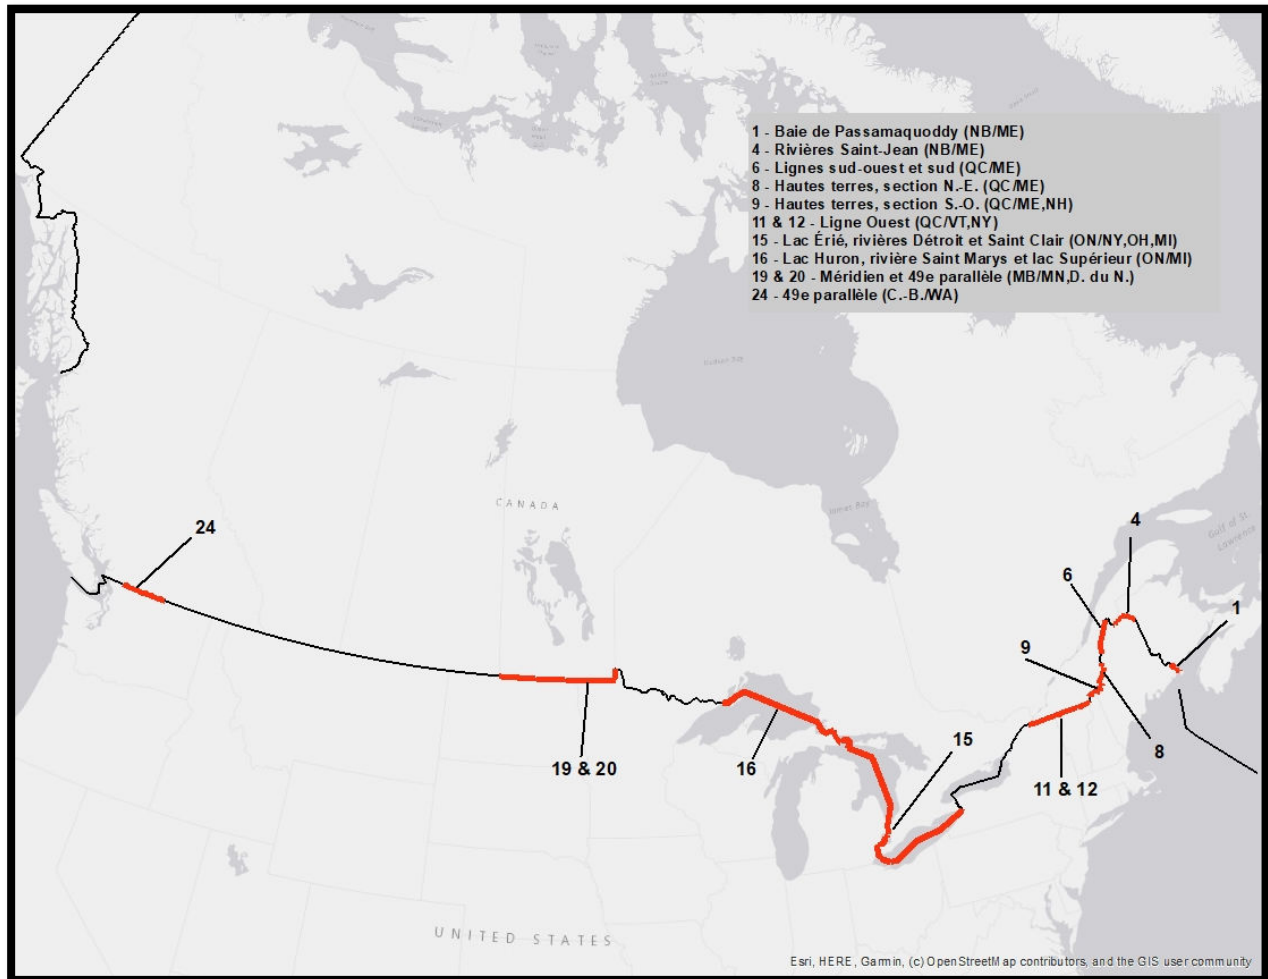 1 - Baie de Passamaquoddy (NB/ME)
4 - Rivières Saint-Jean (NB/ME)
6 - Lignes sud-ouest et sud (QC/ME)
8 - Hautes terres, section N.-E. (QC/ME)
9 - Hautes terres, section S.-O. (QC/ME,NH)
11 & 12 - Ligne Ouest (QC/VT,NY)
15 - Lac Érié, rivières Détroit et Saint Clair (ON/NY,OH,MI)
16 - Lac Huron, rivière Saint Marys et lac Supérieur (ON/MI)
19 & 20 - Méridien et 49e parallèle (MB/MN,D. du N.)
24 - 49e parallèle (C.-B./WA)
Hudson Bay
CANADA
James Bay
Gulf of St.
Lawrence
24
4
6
1
9
8
15
19 & 20
16
11 & 12
UNITED STATES
Esri, HERE, Garmin, (c) OpenStreetMap contributors, and the GIS user community